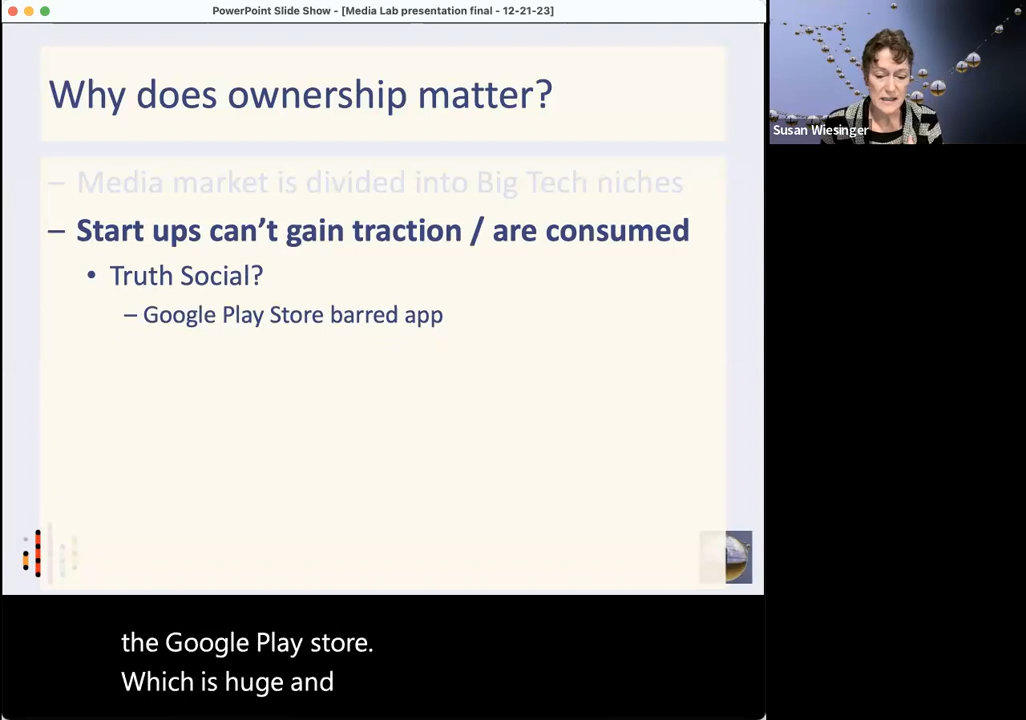 PowerPoint Slide Show - [Media Lab presentation final - 12-21-23]
Why does ownership matter?
– Media market is divided into Big Tech niches
– Start ups can’t gain traction / are consumed
• Truth Social?
– Google Play Store barred app
Susan Wiesinger
the Google Play store.
Which is huge and